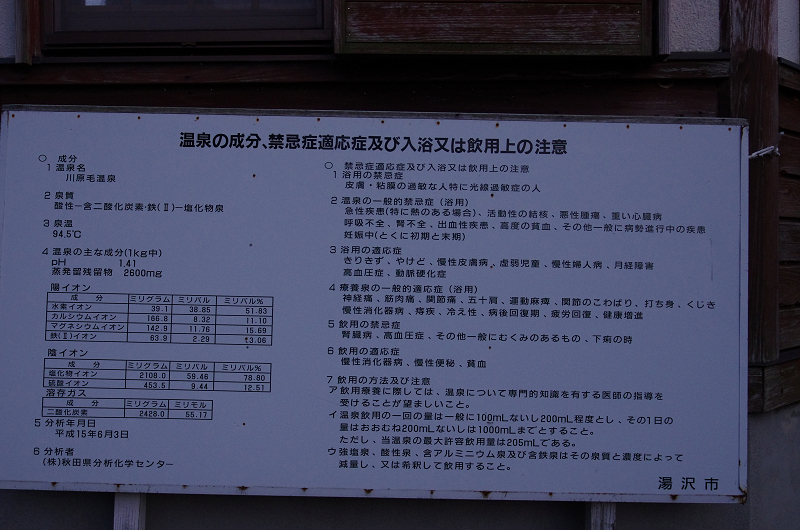 温泉の成分、禁忌症適応症及び入浴又は飲用上の注意
○ 成分
1 温泉名
川原毛温泉
2 泉質
酸性－含二酸化炭素・鉄(Ⅱ)－塩化物泉
3 泉温
94.5℃
4 温泉の主な成分(1kg中)
pH 1.41
蒸発残留物 2600mg
陽イオン
成 分 ミリグラム ミリバル ミリバル%
水素イオン 39.1 38.85 51.83
カルシウムイオン 166.8 8.32 11.10
マグネシウムイオン 142.9 11.76 15.69
鉄(Ⅱ)イオン 63.9 2.29 3.06
陰イオン
成 分 ミリグラム ミリバル ミリバル%
塩化物イオン 2108.0 59.46 78.80
硫酸イオン 453.5 9.44 12.51
溶存ガス
成 分 ミリグラム ミリモル
二酸化炭素 2428.0 55.17
5 分析年月日
平成15年6月3日
6 分析者
(株)秋田県分析化学センター
○ 禁忌症適応症及び入浴又は飲用上の注意
1 浴用の禁忌症
皮膚・粘膜の過敏な人特に光線過敏症の人
2 温泉の一般的禁忌症（浴用）
急性疾患(特に熱のある場合)、活動性の結核、悪性腫瘍、重い心臓病
呼吸不全、腎不全、出血性疾患、高度の貧血、その他一般に病勢進行中の疾患
妊娠中(とくに初期と末期)
3 浴用の適応症
きりきず、やけど、慢性皮膚病、虚弱児童、慢性婦人病、月経障害
高血圧症、動脈硬化症
4 療養泉の一般的適応症（浴用）
神経痛、筋肉痛、関節痛、五十肩、運動麻痺、関節のこわばり、打ち身、くじき
慢性消化器病、痔疾、冷え性、病後回復期、疲労回復、健康増進
5 飲用の禁忌症
腎臓病、高血圧症、その他一般にむくみのあるもの、下痢の時
6 飲用の適応症
慢性消化器病、慢性便秘、貧血
7 飲用の方法及び注意
ア飲用療養に際しては、温泉について専門的知識を有する医師の指導を
受けることが望ましいこと。
イ温泉飲用の一回の量は一般に100mLないし200mL程度とし、その1日の
量はおおむね200mLないしは1000mLまでとすること。
ただし、当温泉の最大許容飲用量は205mLである。
ウ強塩泉、酸性泉、含アルミニウム泉及び含鉄泉はその泉質と濃度によって
減量し、又は希釈して飲用すること。
湯沢市